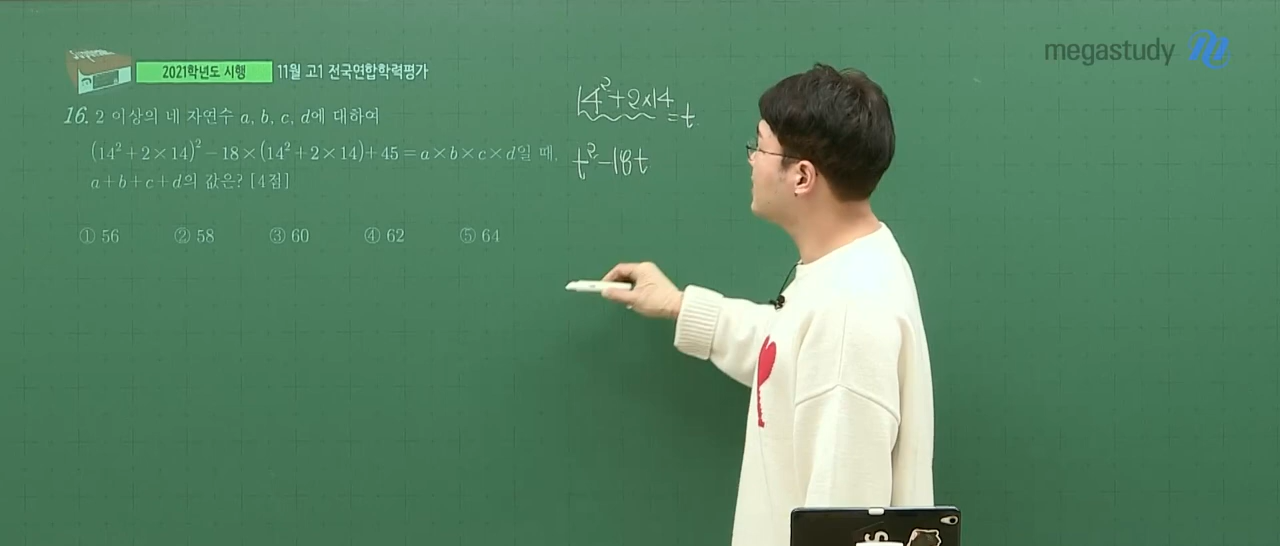 megastudy
2021학년도 시행 11월 고1 전국연합학력평가
16. 2 이상의 네 자연수 a, b, c, d에 대하여
(14²+2×14)²-18×(14²+2×14)+45=a×b×c×d일 때,
a+b+c+d의 값은? [4점]
① 56 ② 58 ③ 60 ④ 62 ⑤ 64
14²+2×14=t
t²-18t